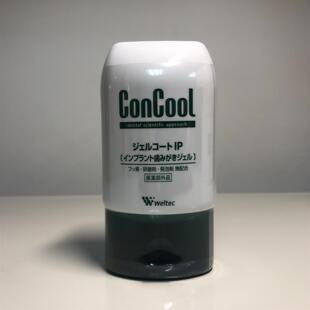 ConCool
dental scientific approach
ジェルコート IP
[インプラント歯みがきジェル]
フッ素・研磨剤・発泡剤 無配合
医薬部外品
Weltec